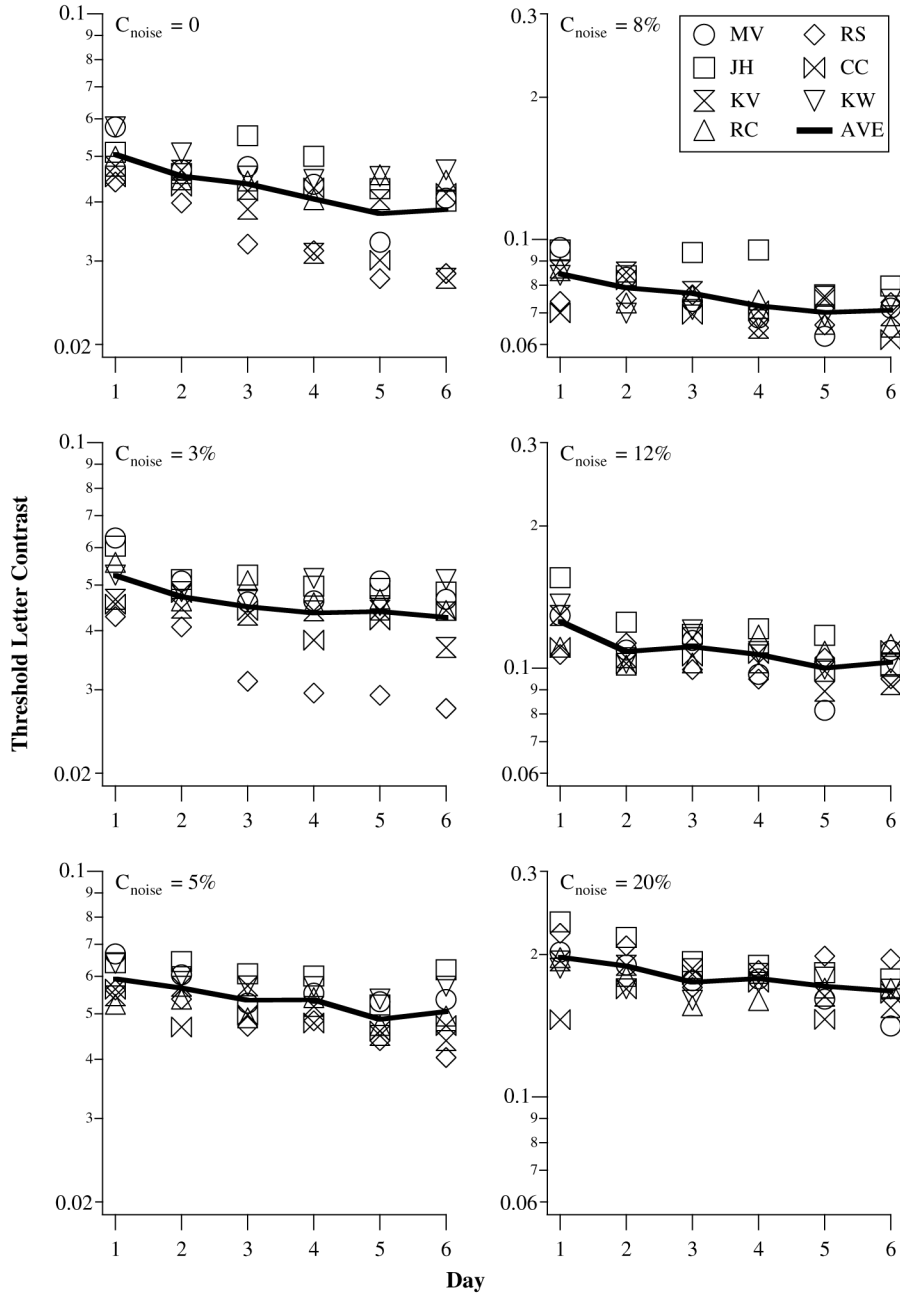 C_noise = 0
0.1
9
8
7
6
5
4
3
0.02
1 2 3 4 5 6
C_noise = 8%
0.3
2
0.1
9
8
7
0.06
1 2 3 4 5 6
MV RS
JH CC
KV KW
RC AVE
C_noise = 3%
0.1
9
8
7
6
5
4
3
0.02
1 2 3 4 5 6
C_noise = 12%
0.3
2
0.1
9
8
7
0.06
1 2 3 4 5 6
C_noise = 5%
0.1
9
8
7
6
5
4
3
0.02
1 2 3 4 5 6
C_noise = 20%
0.3
0.2
0.1
9
8
7
0.06
1 2 3 4 5 6
Threshold Letter Contrast
Day